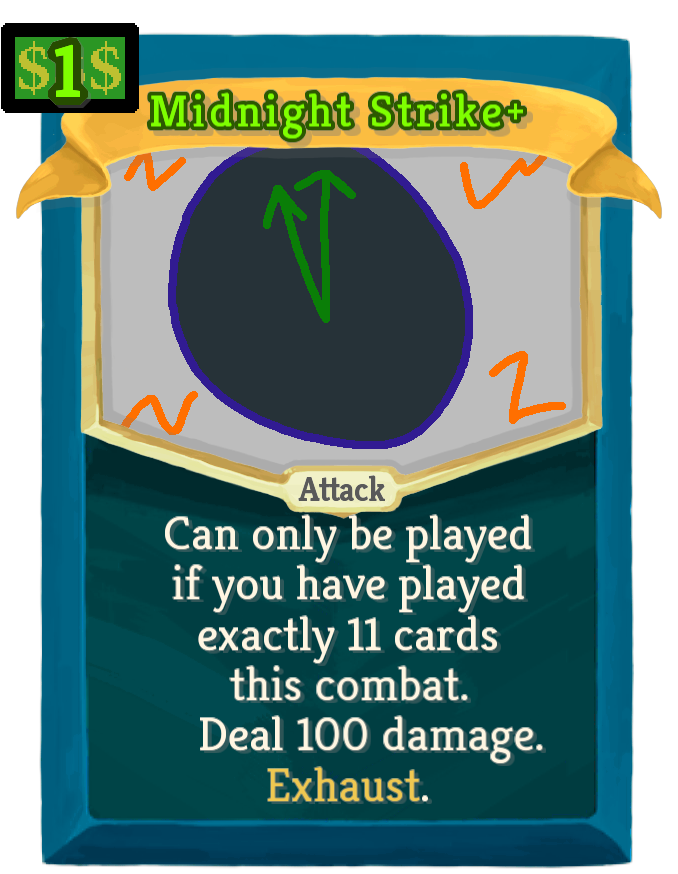 $1$
Midnight Strike+
Attack
Can only be played
if you have played
exactly 11 cards
this combat.
Deal 100 damage.
Exhaust.